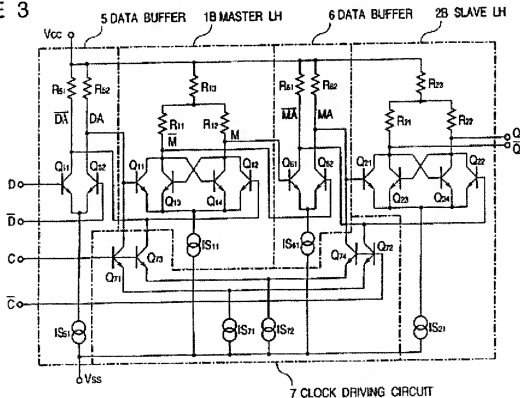 E 3
5 DATA BUFFER
1B MASTER LH
6 DATA BUFFER
2B SLAVE LH
Vcc
R51
R52
R13
R61
R62
R23
DA
DA
R11
R12
M
M
MA
MA
R21
R22
Q
Q
D
Q51
Q52
Q11
Q13
Q14
Q12
Q61
Q62
Q21
Q23
Q24
Q22
D
C
Q71
Q73
IS11
IS61
Q74
Q72
C
IS51
IS71
IS72
IS21
Vss
7 CLOCK DRIVING CIRCUIT